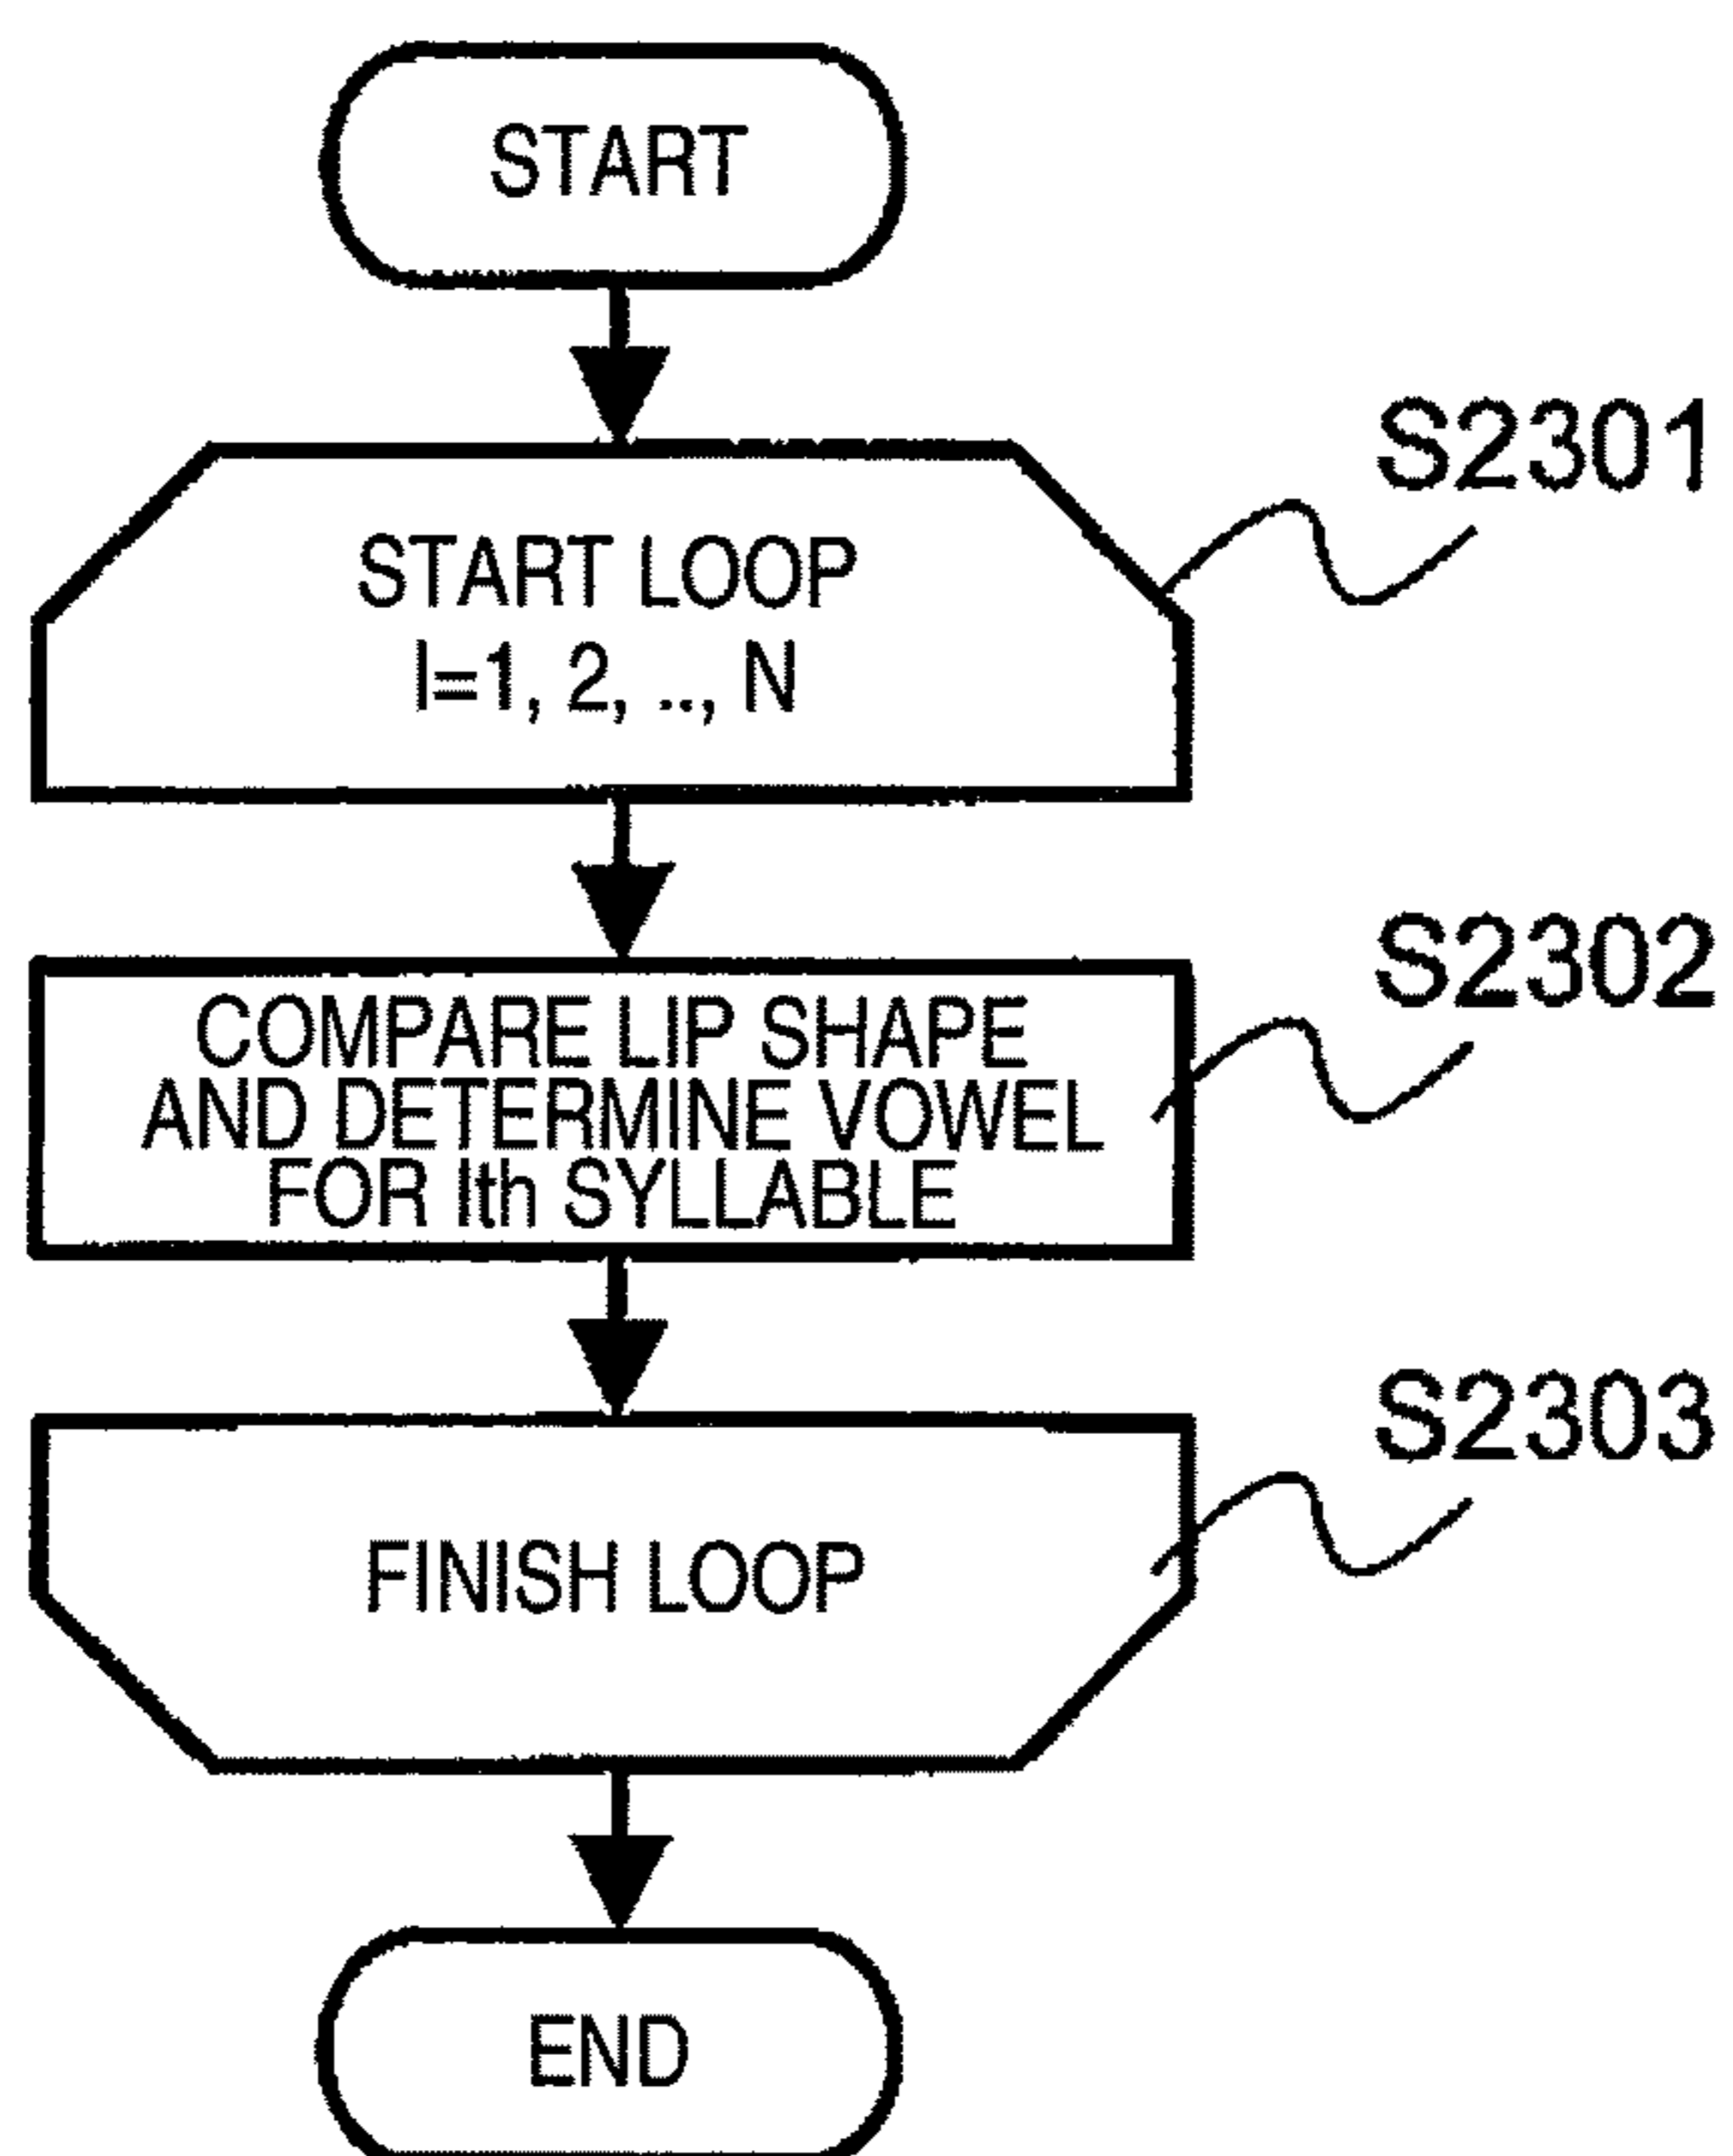 START
S2301
START LOOP
I=1, 2, .., N
S2302
COMPARE LIP SHAPE
AND DETERMINE VOWEL
FOR Ith SYLLABLE
S2303
FINISH LOOP
END